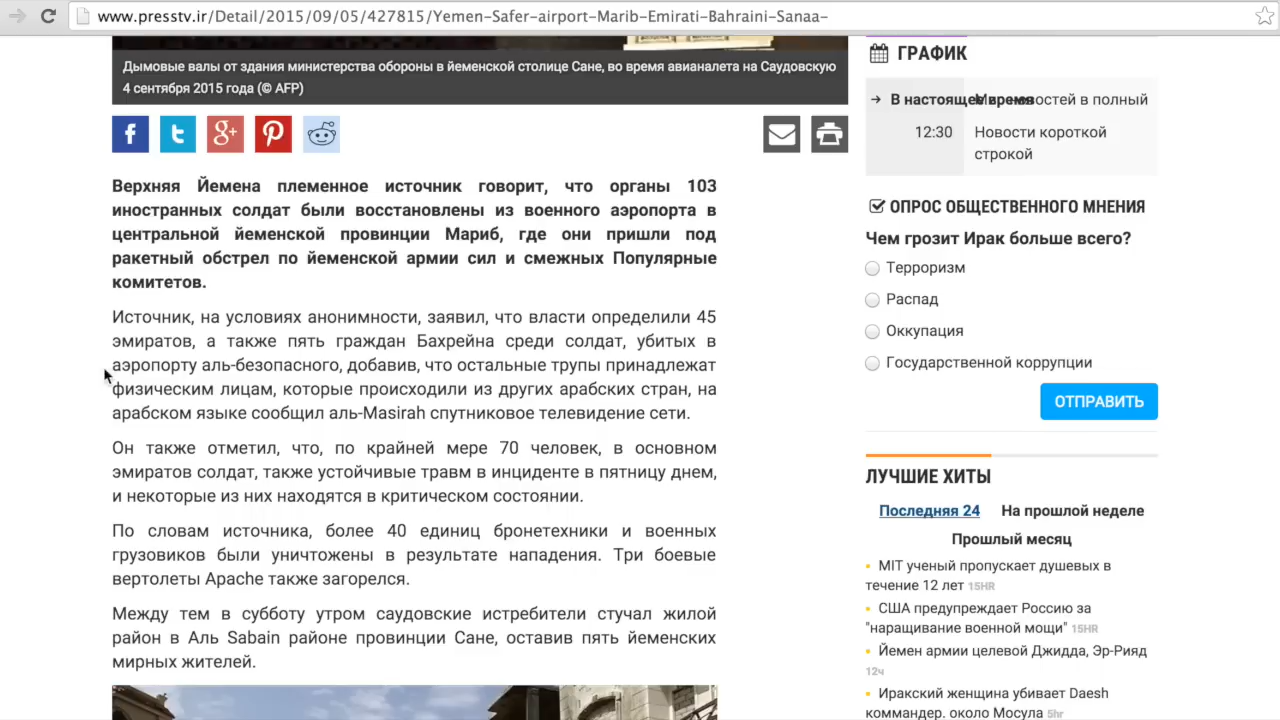 www.presstv.ir/Detail/2015/09/05/427815/Yemen-Safer-airport-Marib-Emirati-Bahraini-Sanaa-
Дымовые валы от здания министерства обороны в йеменской столице Сане, во время авианалета на Саудовскую
4 сентября 2015 года (© AFP)
Верхняя Йемена племенное источник говорит, что органы 103
иностранных солдат были восстановлены из военного аэропорта в
центральной йеменской провинции Мариб, где они пришли под
ракетный обстрел по йеменской армии сил и смежных Популярные
комитетов.
Источник, на условиях анонимности, заявил, что власти определили 45
эмиратов, а также пять граждан Бахрейна среди солдат, убитых в
аэропорту аль-безопасного, добавив, что остальные трупы принадлежат
физическим лицам, которые происходили из других арабских стран, на
арабском языке сообщил аль-Masirah спутниковое телевидение сети.
Он также отметил, что, по крайней мере 70 человек, в основном
эмиратов солдат, также устойчивые травм в инциденте в пятницу днем,
и некоторые из них находятся в критическом состоянии.
По словам источника, более 40 единиц бронетехники и военных
грузовиков были уничтожены в результате нападения. Три боевые
вертолеты Apache также загорелся.
Между тем в субботу утром саудовские истребители стучал жилой
район в Аль Sabain районе провинции Сане, оставив пять йеменских
мирных жителей.
ГРАФИК
В настоящее время новостей в полный
12:30 Новости короткой
строкой
ОПРОС ОБЩЕСТВЕННОГО МНЕНИЯ
Чем грозит Ирак больше всего?
Терроризм
Распад
Оккупация
Государственной коррупции
ОТПРАВИТЬ
ЛУЧШИЕ ХИТЫ
Последняя 24 На прошлой неделе
Прошлый месяц
MIT ученый пропускает душевых в
течение 12 лет 15HR
США предупреждает Россию за
"наращивание военной мощи" 15HR
Йемен армии целевой Джидда, Эр-Рияд
12ч
Иракский женщина убивает Daesh
коммандер. около Мосула 5hr